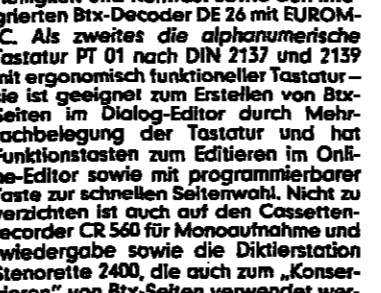 grierten Btx-Decoder DE 26 mit EUROM-
C. Als zweites die alphanumerische
Tastatur PT 01 nach DIN 2137 und 2139
mit ergonomisch funktioneller Tastatur –
sie ist geeignet zum Erstellen von Btx-
Seiten im Dialog-Editor durch Mehr-
fachbelegung der Tastatur und hat
Funktionstasten zum Editieren im Onli-
ne-Editor sowie mit programmierbarer
Taste zur schnellen Seitenwahl. Nicht zu
verzichten ist auch auf den Cassetten-
recorder CR 560 für Monoaufnahme und
-wiedergabe sowie die Diktierstation
Stenorette 2400, die auch zum „Konser-
vieren" von Btx-Seiten verwendet wer-